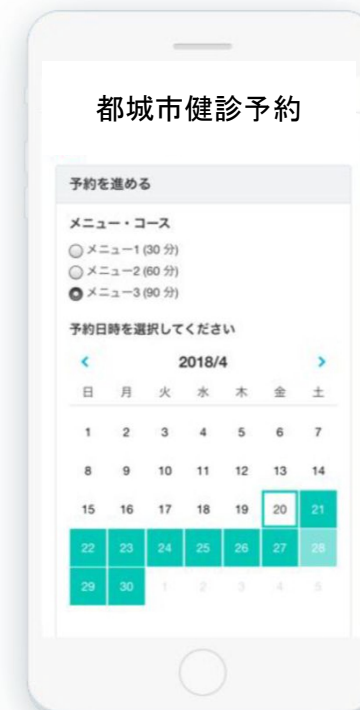 都城市健診予約
予約を進める
メニュー・コース
メニュー1 (30 分)
メニュー2 (60 分)
メニュー3 (90 分)
予約日時を選択してください
< 2018/4 >
日 月 火 水 木 金 土
1 2 3 4 5 6 7
8 9 10 11 12 13 14
15 16 17 18 19 20 21
22 23 24 25 26 27 28
29 30 1 2 3 4 5